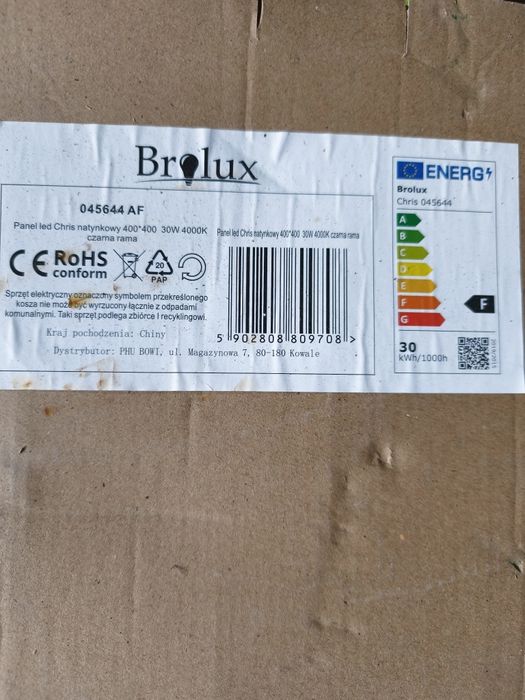 Brolux
045644 AF
Panel led Chris natynkowy 400*400 30W 4000K
czarna rama
CE RoHS
conform
20
PAP
Sprzęt elektryczny oznaczony symbolem przekreślonego
kosza nie może być wyrzucony łącznie z odpadami
komunalnymi. Taki sprzęt podlega zbiórce I recyklingowi.
Kraj pochodzenia: Chiny
Dystrybutor: PHU BOWI, ul. Magazynowa 7, 80-180 Kowale
Panel led Chris natynkowy 400*400 30W 4000K czarna rama
5 902808 809708 >
ENERG
Brolux
Chris 045644
A
B
C
D
E
F
G
F
30
kWh/1000h
2019/2015